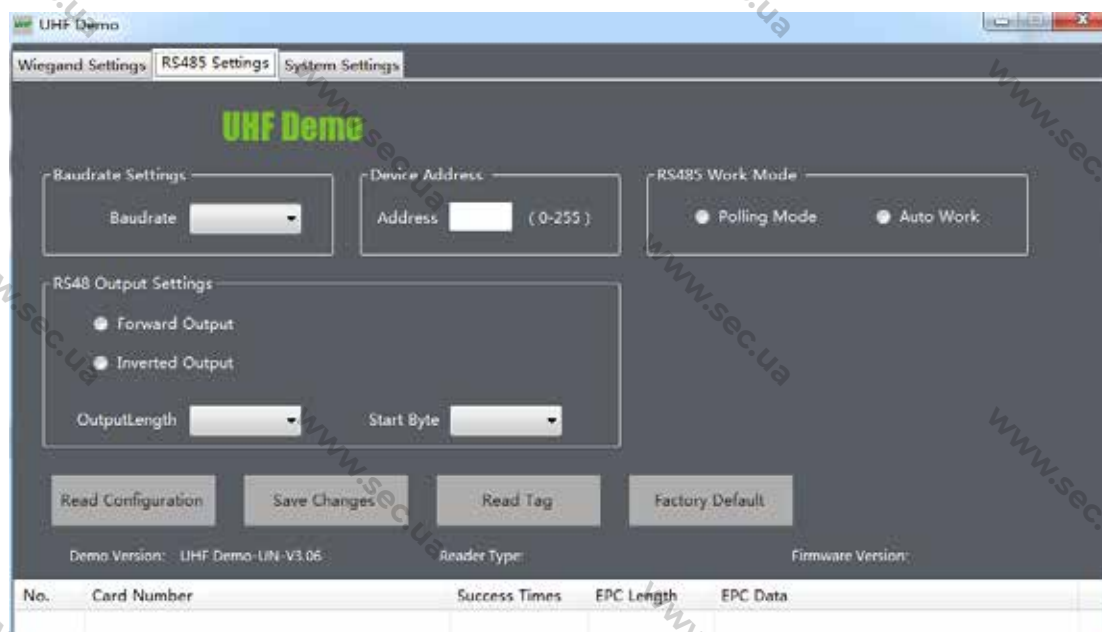 UHF Demo
Wiegand Settings RS485 Settings System Settings
UHF Demo
Baudrate Settings Device Address RS485 Work Mode
Baudrate Address (0-255) Polling Mode Auto Work
RS48 Output Settings
Forward Output
Inverted Output
OutputLength Start Byte
Read Configuration Save Changes Read Tag Factory Default
Demo Version: UHF Demo-UN-V3.06 Reader Type: Firmware Version:
No. Card Number Success Times EPC Length EPC Data
www.sec.ua